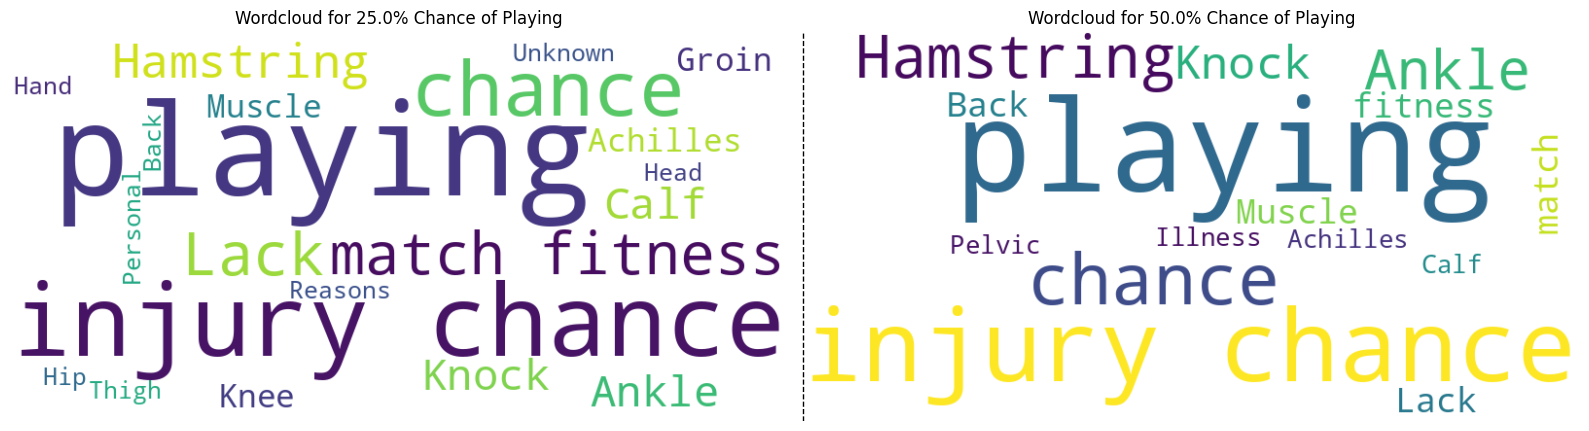 Wordcloud for 25.0% Chance of Playing
Hamstring
Unknown
Groin
Hand
chance
Muscle
playing
Back
Achilles
Head
Personal
Calf
Lack
match fitness
Reasons
injury chance
Hip
Thigh
Knee
Knock
Ankle
Wordcloud for 50.0% Chance of Playing
Hamstring
Knock
Ankle
Back
fitness
playing
match
Muscle
Pelvic
Illness
Achilles
Calf
chance
injury chance
Lack